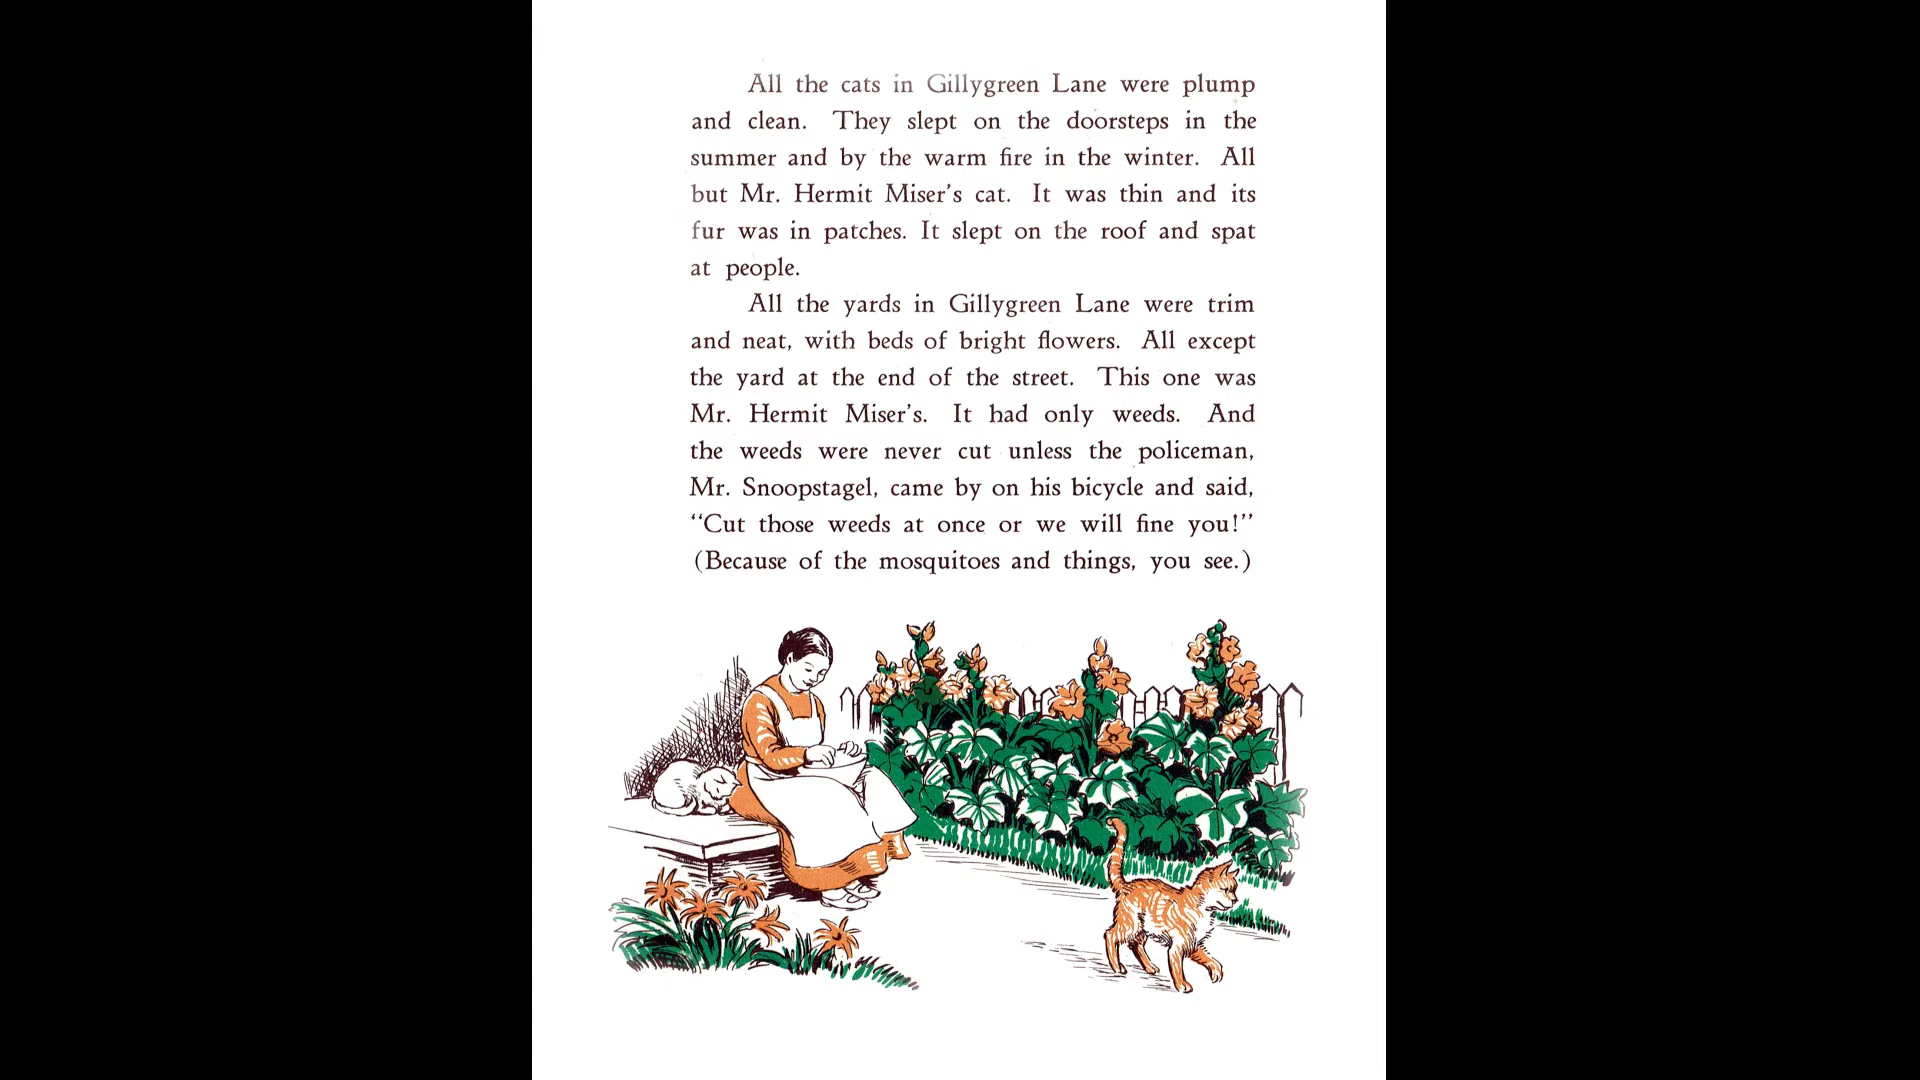 All the cats in Gillygreen Lane were plump
and clean. They slept on the doorsteps in the
summer and by the warm fire in the winter. All
but Mr. Hermit Miser's cat. It was thin and its
fur was in patches. It slept on the roof and spat
at people.
All the yards in Gillygreen Lane were trim
and neat, with beds of bright flowers. All except
the yard at the end of the street. This one was
Mr. Hermit Miser's. It had only weeds. And
the weeds were never cut unless the policeman,
Mr. Snoopstagel, came by on his bicycle and said,
"Cut those weeds at once or we will fine you!"
(Because of the mosquitoes and things, you see.)